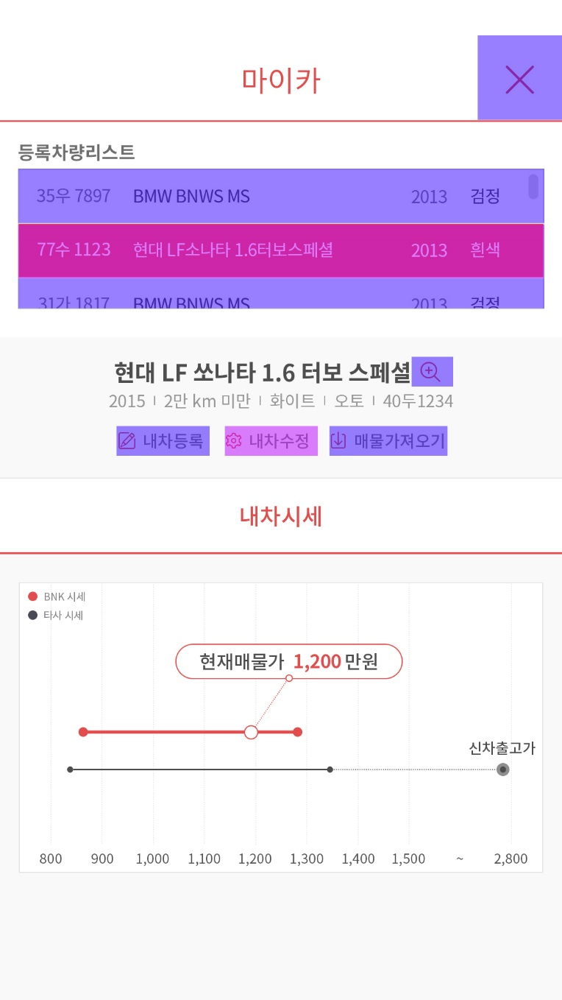 마이카
등록차량리스트
35우 7897 BMW BNWS MS 2013 검정
77수 1123 현대 LF소나타 1.6터보스페셜 2013 흰색
31가 1817 BMW BNWS MS 2013 검정
현대 LF 쏘나타 1.6 터보 스페셜
2015 | 2만 km 미만 | 화이트 | 오토 | 40두1234
내차등록 내차수정 매물가져오기
내차시세
BNK 시세
타사 시세
현재매물가 1,200 만원
신차출고가
800 900 1,000 1,100 1,200 1,300 1,400 1,500 ~ 2,800